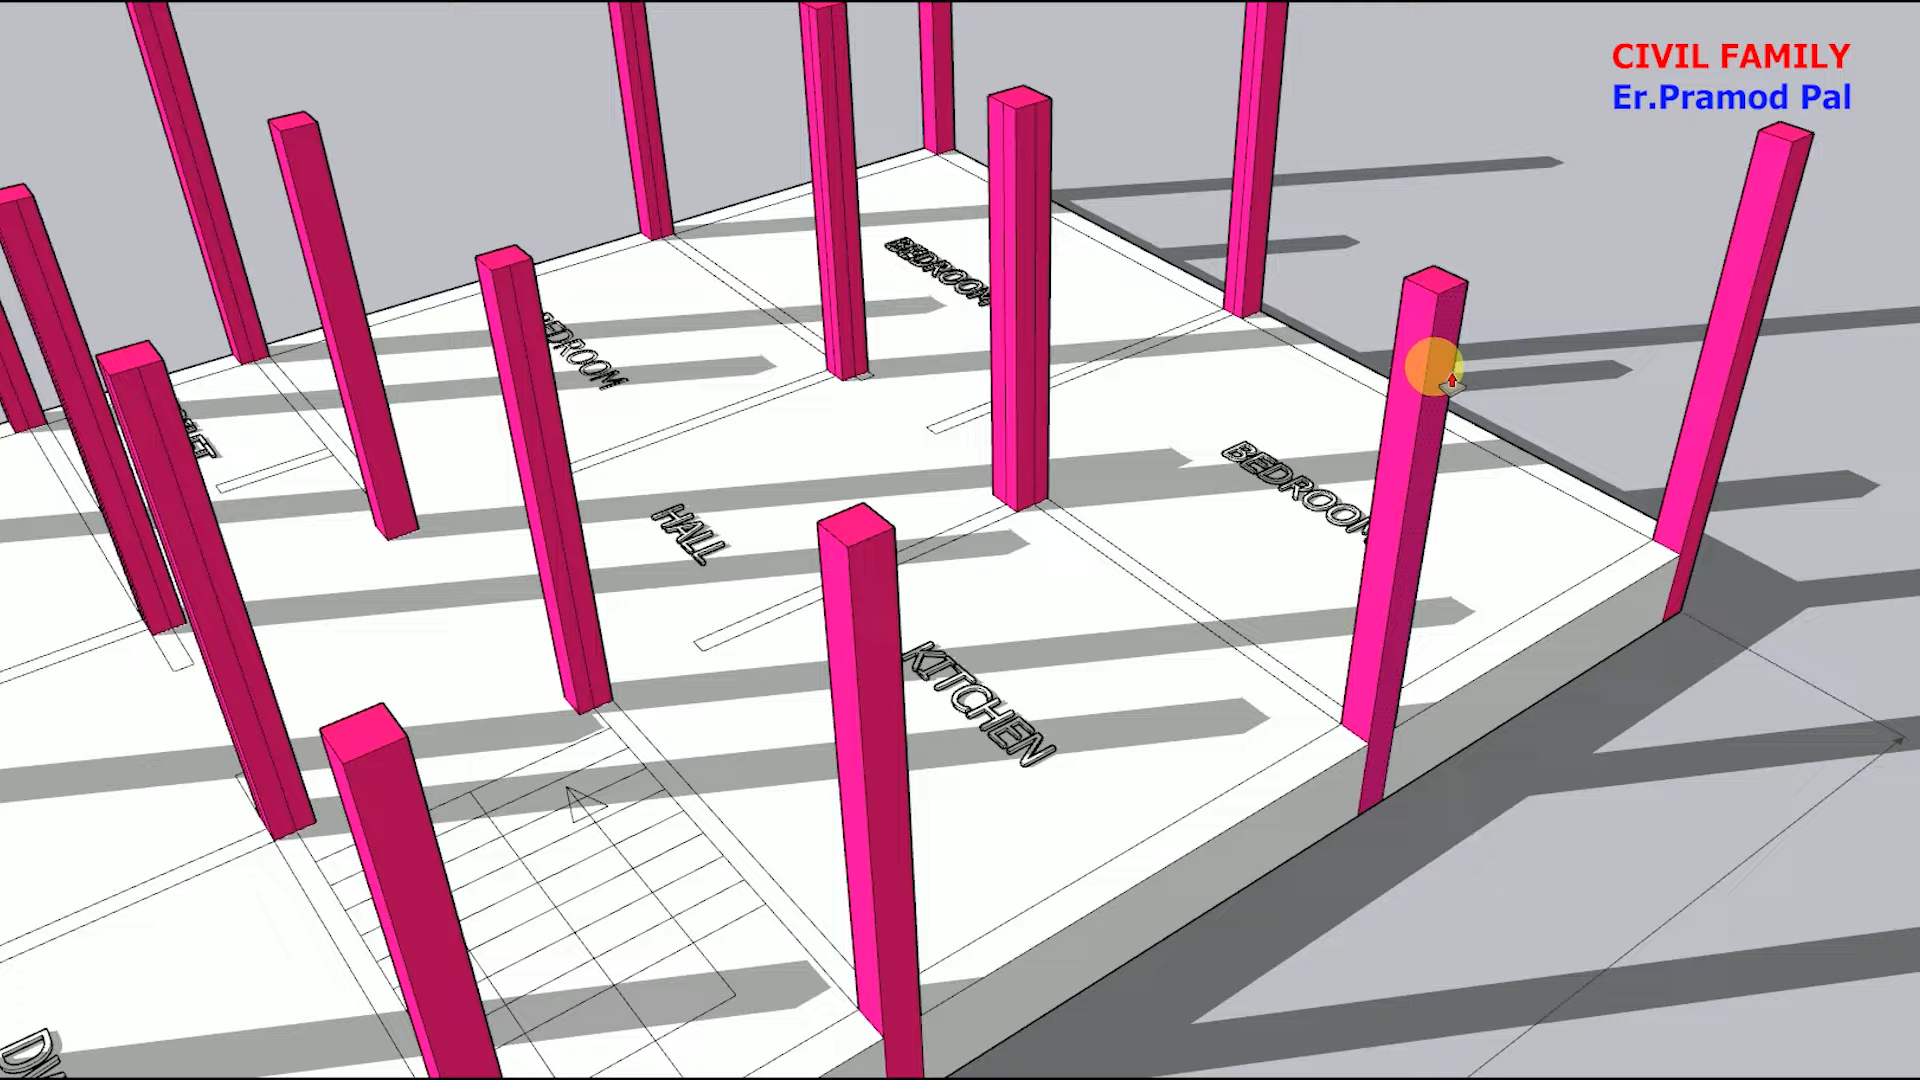 CIVIL FAMILY
Er.Pramod Pal
BEDROOM
BEDROOM
BEDROOM
HALL
KITCHEN